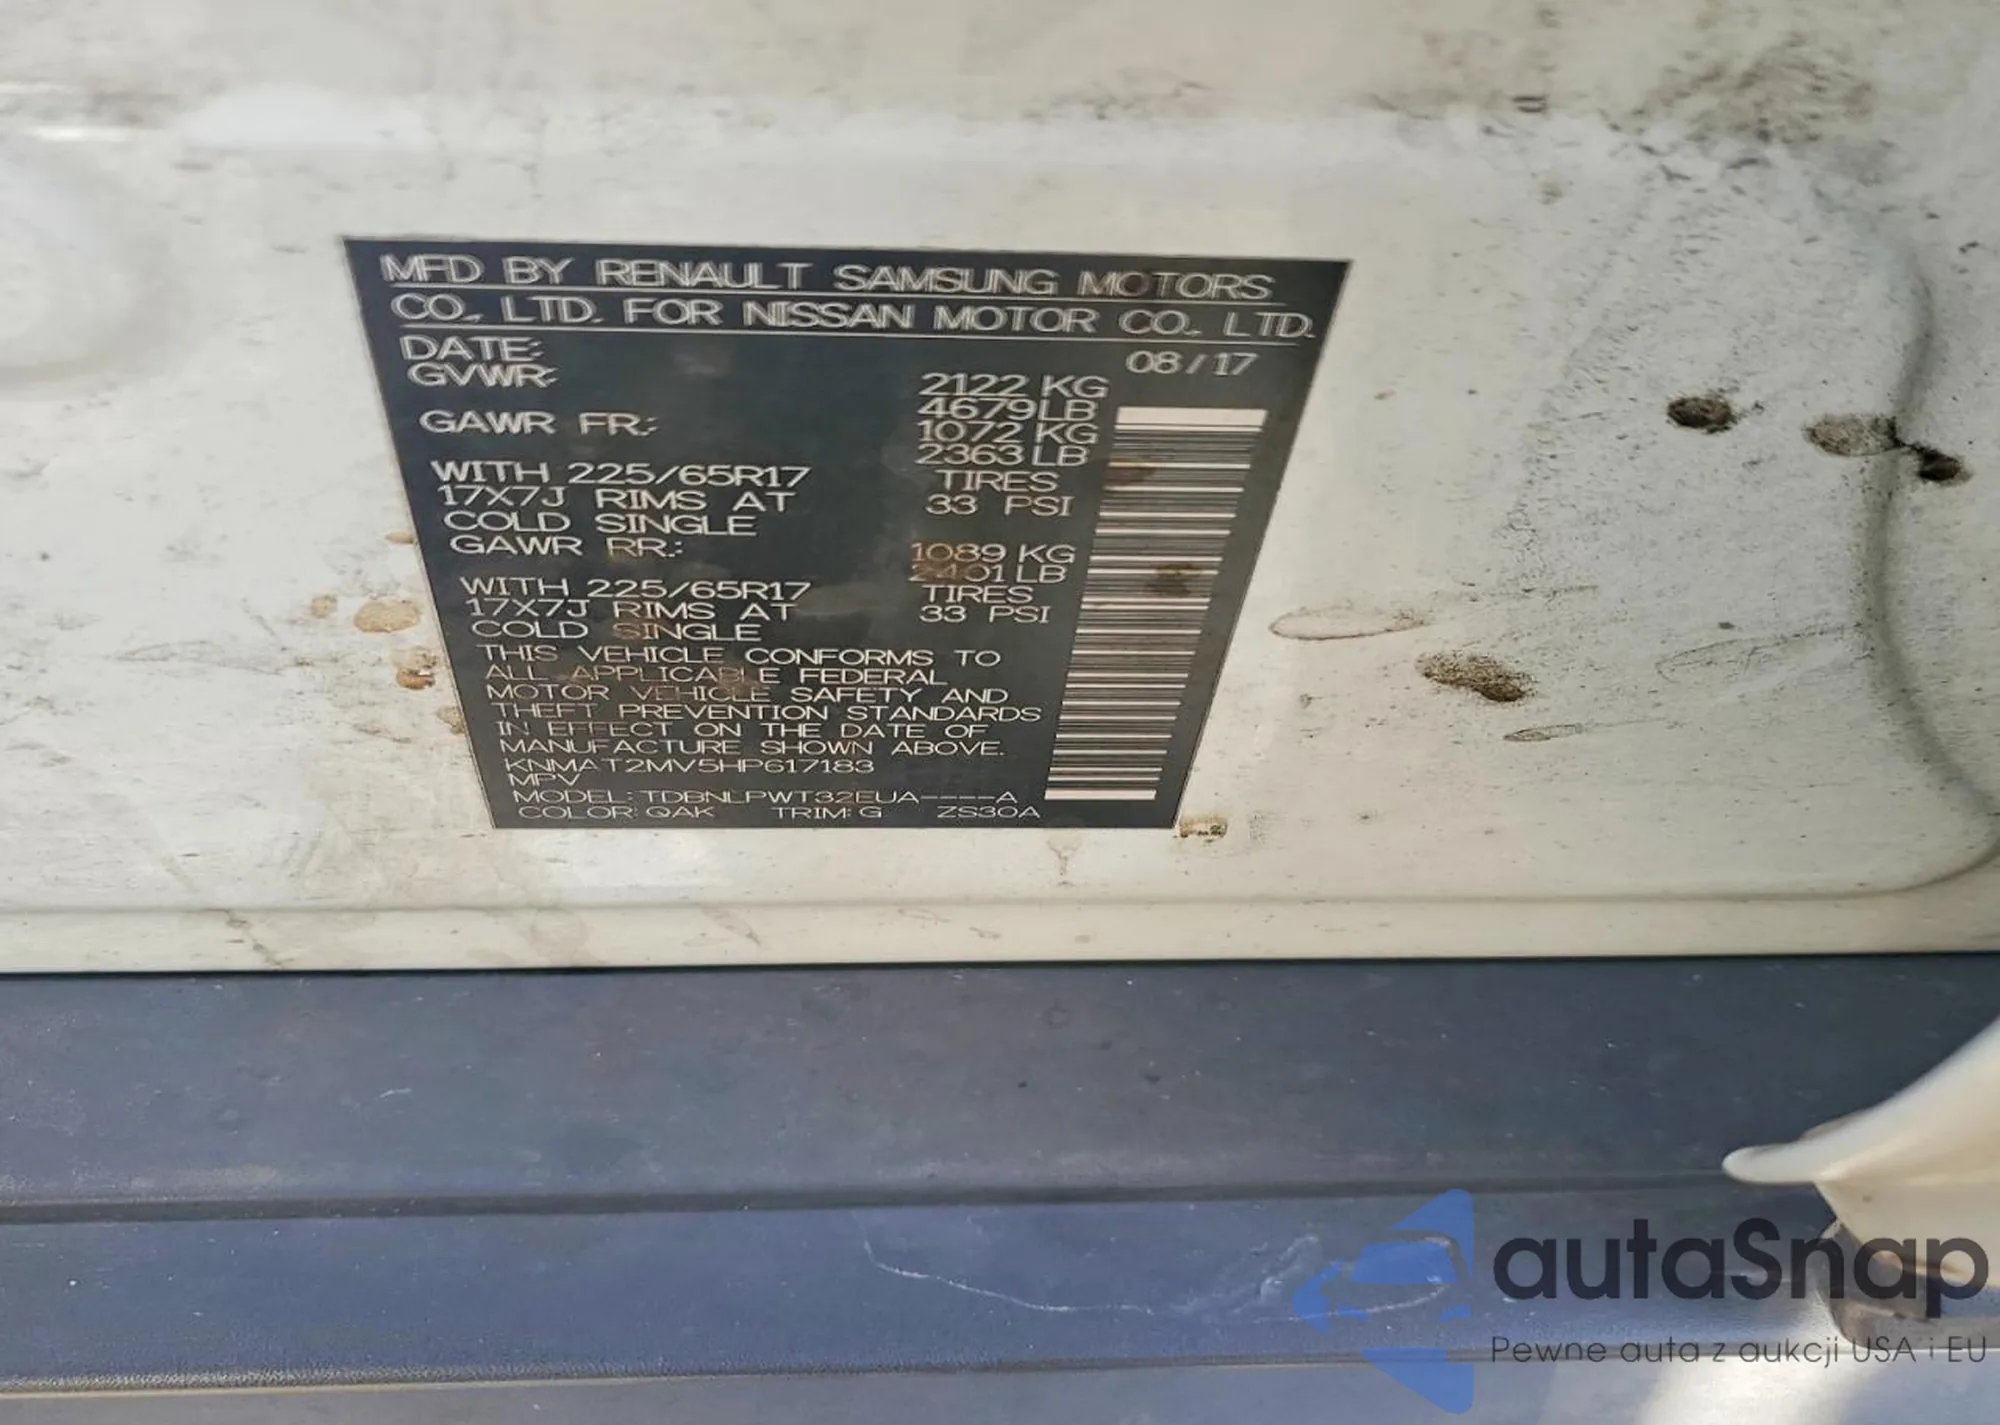 MFD BY RENAULT SAMSUNG MOTORS
CO., LTD. FOR NISSAN MOTOR CO., LTD.
DATE: 08/17
GVWR: 2122 KG
4679 LB
GAWR FR.: 1072 KG
2363 LB
WITH 225/65R17 TIRES
17X7J RIMS AT 33 PSI
COLD SINGLE
GAWR RR.: 1089 KG
2401 LB
WITH 225/65R17 TIRES
17X7J RIMS AT 33 PSI
COLD SINGLE
THIS VEHICLE CONFORMS TO
ALL APPLICABLE FEDERAL
MOTOR VEHICLE SAFETY AND
THEFT PREVENTION STANDARDS
IN EFFECT ON THE DATE OF
MANUFACTURE SHOWN ABOVE.
KNMAT2MV5HP617183
MPV
MODEL: TDBNLPWT32EUA----A
COLOR: QAK TRIM: G ZS30A
autaSnap
Pewne auta z aukcji USA i EU